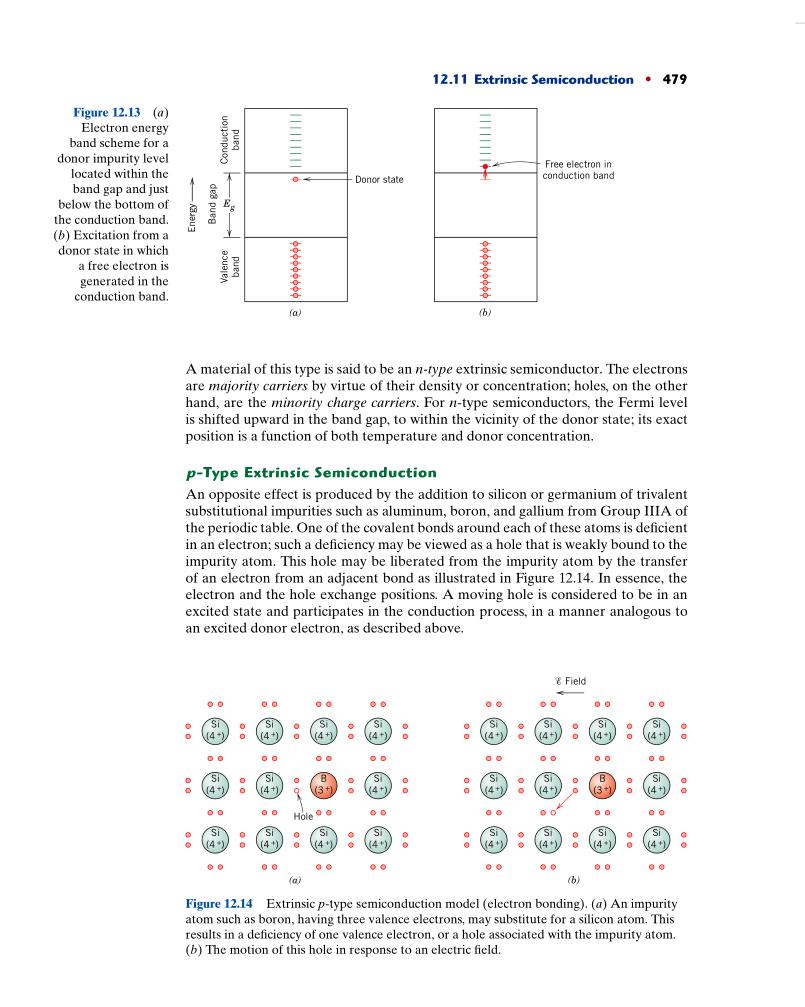 12.11 Extrinsic Semiconduction • 479
Figure 12.13 (a)
Electron energy
band scheme for a
donor impurity level
located within the
band gap and just
below the bottom of
the conduction band.
(b) Excitation from a
donor state in which
a free electron is
generated in the
conduction band.
Energy
Conduction
band
Band gap
E_g
Valence
band
Donor state
(a)
Free electron in
conduction band
(b)
A material of this type is said to be an n-type extrinsic semiconductor. The electrons
are majority carriers by virtue of their density or concentration; holes, on the other
hand, are the minority charge carriers. For n-type semiconductors, the Fermi level
is shifted upward in the band gap, to within the vicinity of the donor state; its exact
position is a function of both temperature and donor concentration.
p-Type Extrinsic Semiconduction
An opposite effect is produced by the addition to silicon or germanium of trivalent
substitutional impurities such as aluminum, boron, and gallium from Group IIIA of
the periodic table. One of the covalent bonds around each of these atoms is deficient
in an electron; such a deficiency may be viewed as a hole that is weakly bound to the
impurity atom. This hole may be liberated from the impurity atom by the transfer
of an electron from an adjacent bond as illustrated in Figure 12.14. In essence, the
electron and the hole exchange positions. A moving hole is considered to be in an
excited state and participates in the conduction process, in a manner analogous to
an excited donor electron, as described above.
ℰ Field
Si Si Si Si
(4+) (4+) (4+) (4+)
Si Si B Si
(4+) (4+) (3+) (4+)
Hole
Si Si Si Si
(4+) (4+) (4+) (4+)
(a)
Si Si Si Si
(4+) (4+) (4+) (4+)
Si Si B Si
(4+) (4+) (3+) (4+)
Si Si Si Si
(4+) (4+) (4+) (4+)
(b)
Figure 12.14 Extrinsic p-type semiconduction model (electron bonding). (a) An impurity
atom such as boron, having three valence electrons, may substitute for a silicon atom. This
results in a deficiency of one valence electron, or a hole associated with the impurity atom.
(b) The motion of this hole in response to an electric field.